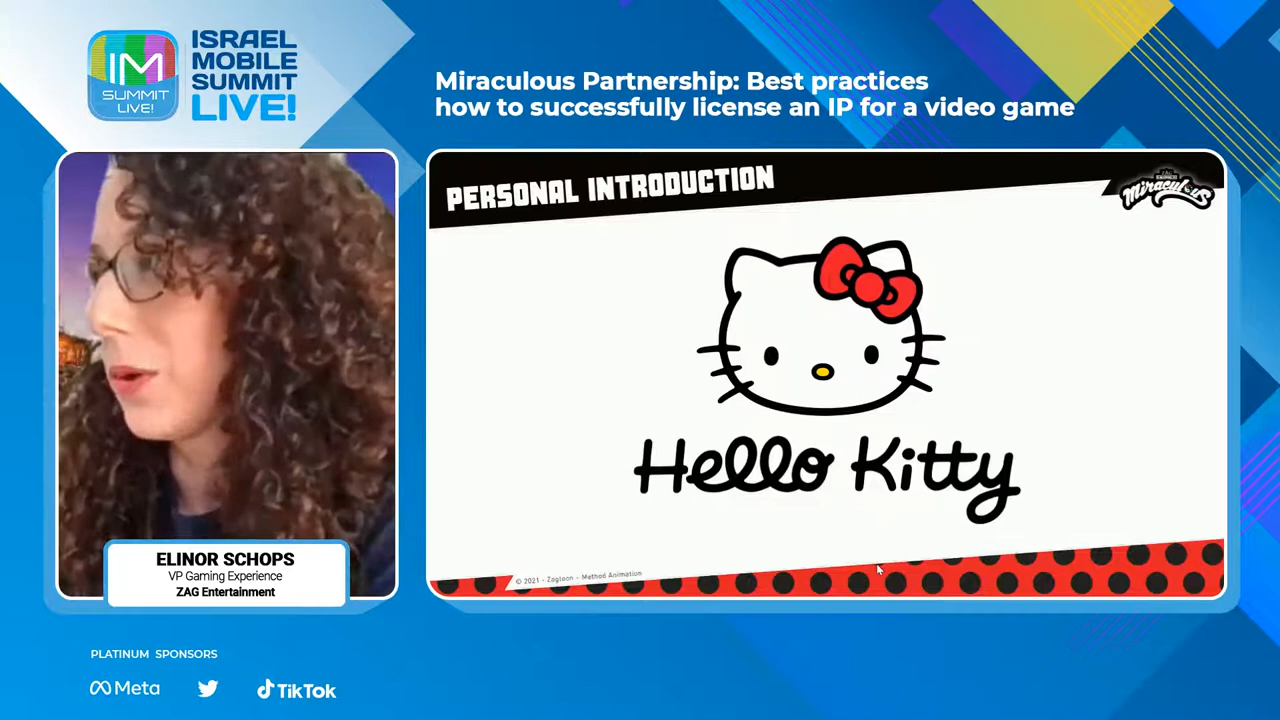 IM
SUMMIT
LIVE!
ISRAEL
MOBILE
SUMMIT
LIVE!
Miraculous Partnership: Best practices
how to successfully license an IP for a video game
PERSONAL INTRODUCTION
Miraculous
Hello Kitty
© 2021 - Zagtoon - Method Animation
ELINOR SCHOPS
VP Gaming Experience
ZAG Entertainment
PLATINUM SPONSORS
Meta
TikTok